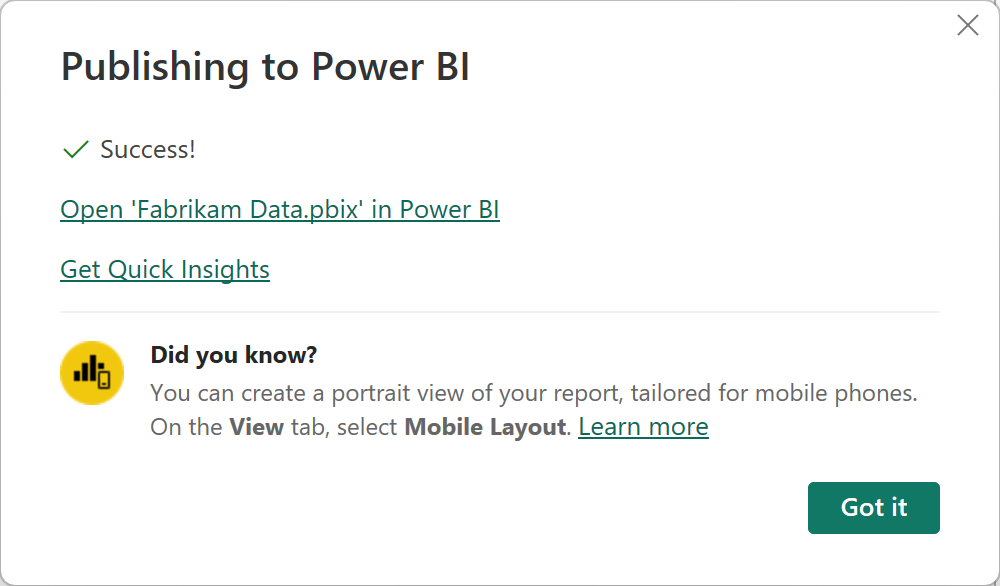 Publishing to Power BI
Success!
Open 'Fabrikam Data.pbix' in Power BI
Get Quick Insights
Did you know?
You can create a portrait view of your report, tailored for mobile phones.
On the View tab, select Mobile Layout. Learn more
Got it